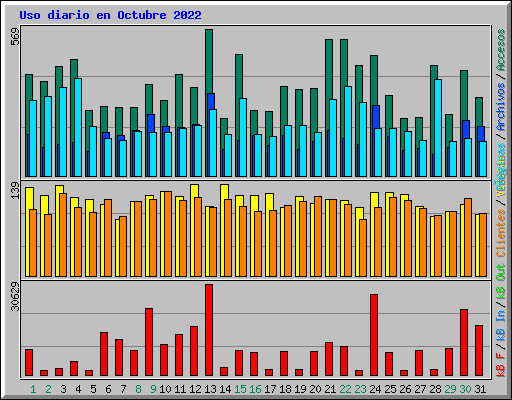 Uso diario en Octubre 2022
569
139
30629
1 2 3 4 5 6 7 8 9 10 11 12 13 14 15 16 17 18 19 20 21 22 23 24 25 26 27 28 29 30 31
kB F / kB In / kB Out Clientes / Páginas / Archivos / Accesos